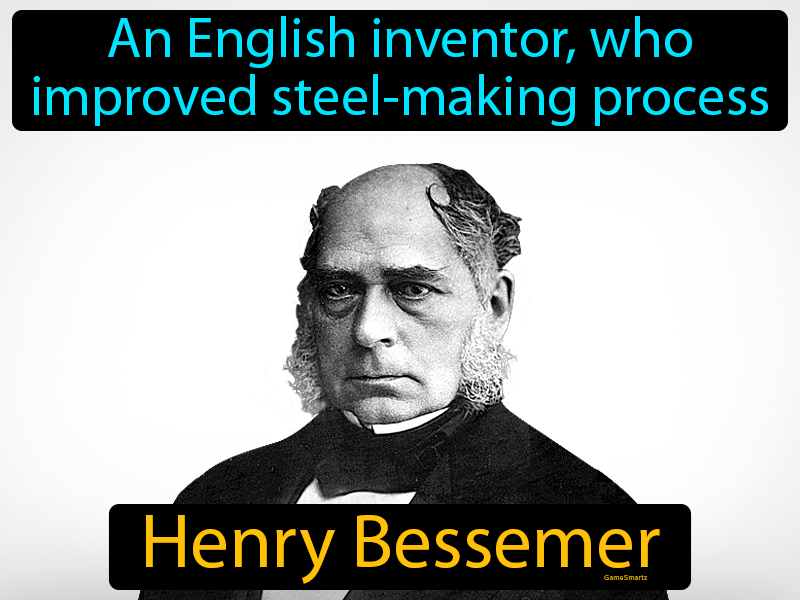 An English inventor, who
improved steel-making process
Henry Bessemer
GameSmartz